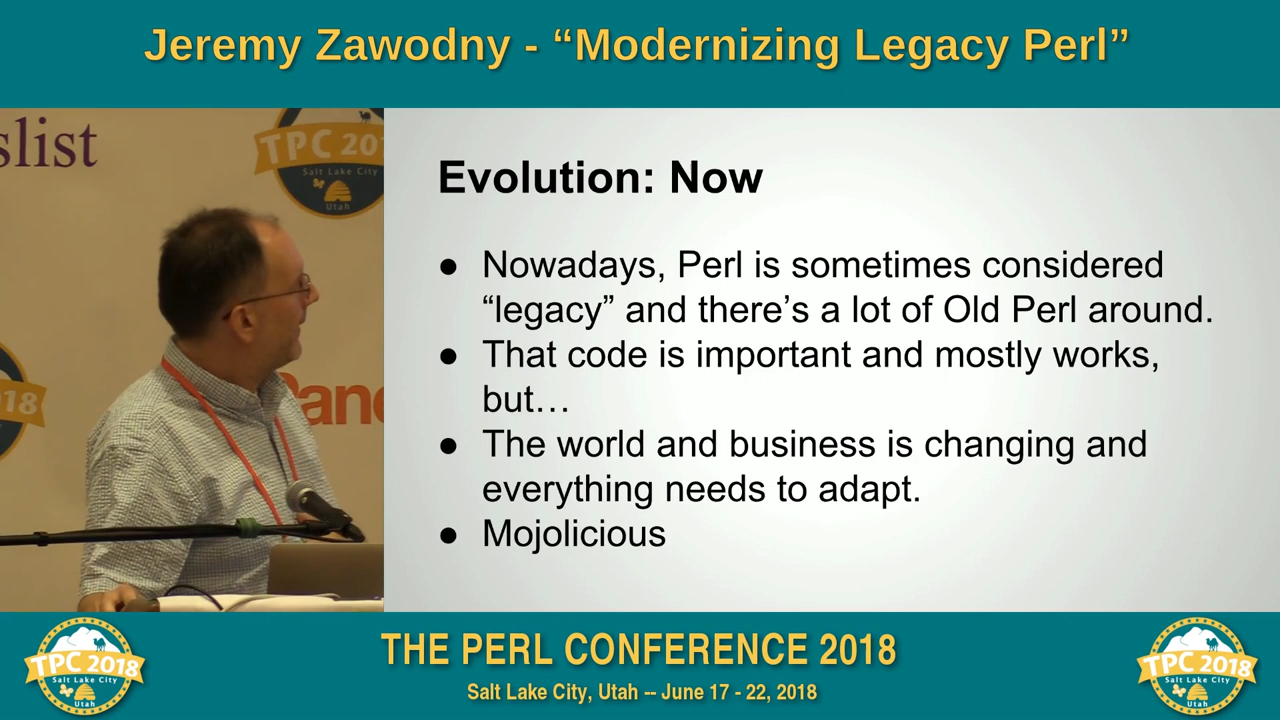 Jeremy Zawodny - “Modernizing Legacy Perl”
slist
TPC 201
Salt Lake City
Utah
18
Pane
Evolution: Now
● Nowadays, Perl is sometimes considered
“legacy” and there’s a lot of Old Perl around.
● That code is important and mostly works,
but…
● The world and business is changing and
everything needs to adapt.
● Mojolicious
TPC 2018
Salt Lake City
Utah
THE PERL CONFERENCE 2018
Salt Lake City, Utah -- June 17 - 22, 2018
TPC 2018
Salt Lake City
Utah